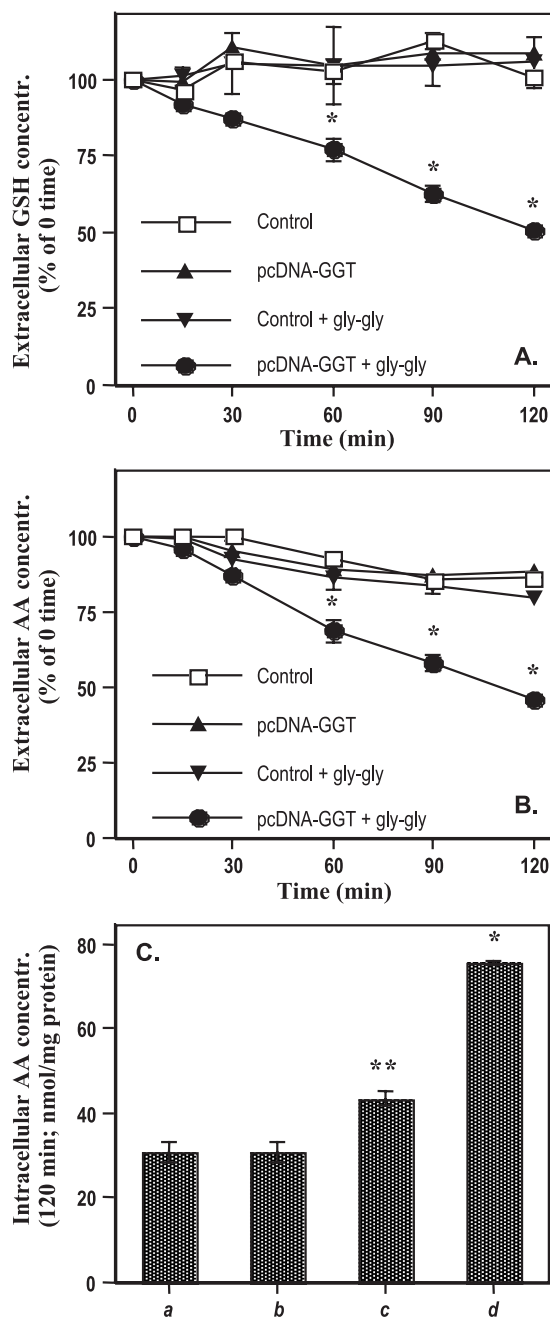 Extracellular GSH concentr.
(% of 0 time)
100
75
50
25
0
*
*
*
Control
pcDNA-GGT
Control + gly-gly
pcDNA-GGT + gly-gly
A.
0 30 60 90 120
Time (min)
Extracellular AA concentr.
(% of 0 time)
100
75
50
25
0
*
*
*
Control
pcDNA-GGT
Control + gly-gly
pcDNA-GGT + gly-gly
B.
0 30 60 90 120
Time (min)
Intracellular AA concentr.
(120 min; nmol/mg protein)
80
60
40
20
0
C.
*
**
a b c d